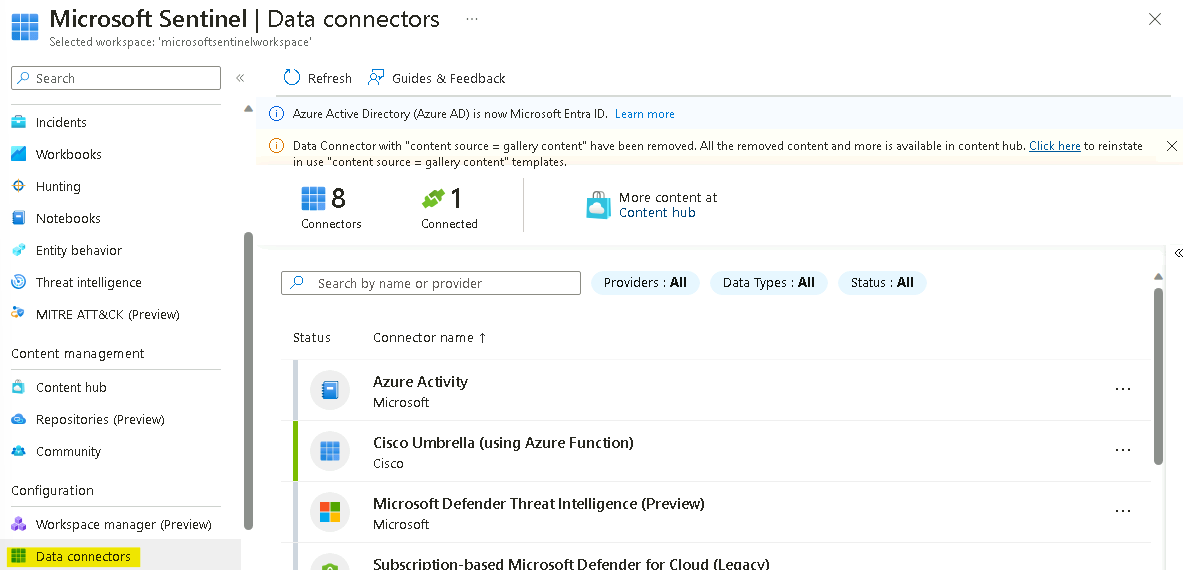 Microsoft Sentinel | Data connectors ...
Selected workspace: 'microsoftsentinelworkspace'
Search
«
Incidents
Workbooks
Hunting
Notebooks
Entity behavior
Threat intelligence
MITRE ATT&CK (Preview)
Content management
Content hub
Repositories (Preview)
Community
Configuration
Workspace manager (Preview)
Data connectors
Refresh
Guides & Feedback
Azure Active Directory (Azure AD) is now Microsoft Entra ID. Learn more
Data Connector with "content source = gallery content" have been removed. All the removed content and more is available in content hub. Click here to reinstate
in use "content source = gallery content" templates.
8
Connectors
1
Connected
More content at
Content hub
«
Search by name or provider
Providers : All
Data Types : All
Status : All
Status
Connector name ↑
Azure Activity
Microsoft
...
Cisco Umbrella (using Azure Function)
Cisco
...
Microsoft Defender Threat Intelligence (Preview)
Microsoft
...
Subscription-based Microsoft Defender for Cloud (Legacy)